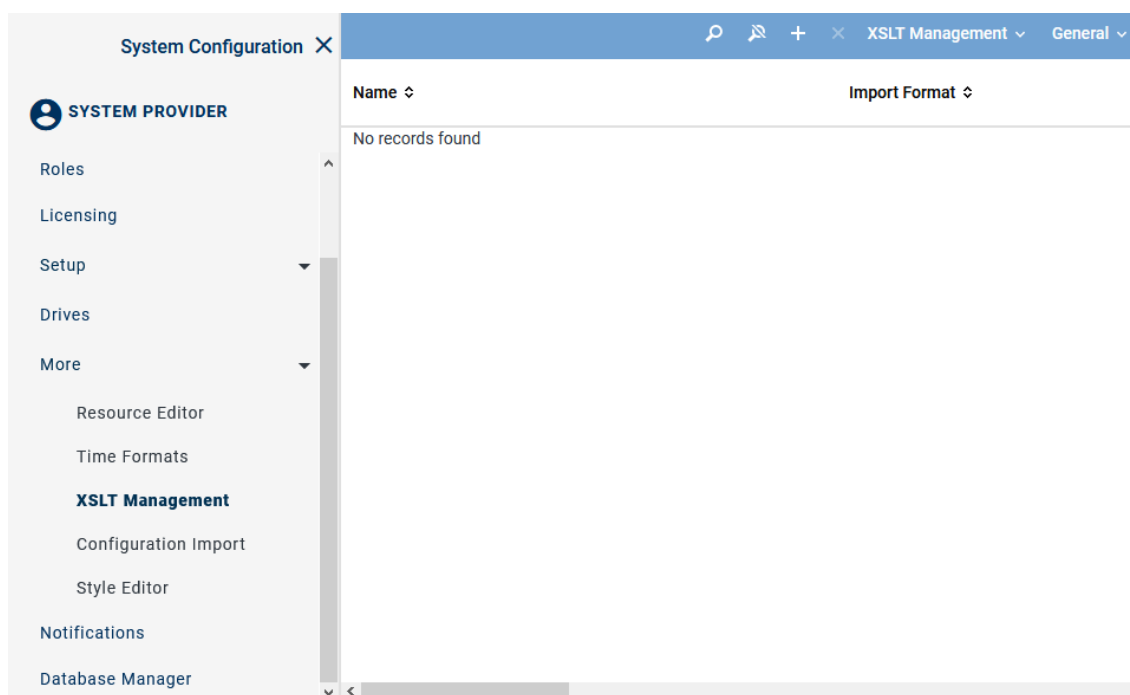 System Configuration
SYSTEM PROVIDER
Roles
Licensing
Setup
Drives
More
Resource Editor
Time Formats
XSLT Management
Configuration Import
Style Editor
Notifications
Database Manager
XSLT Management General
Name Import Format
No records found